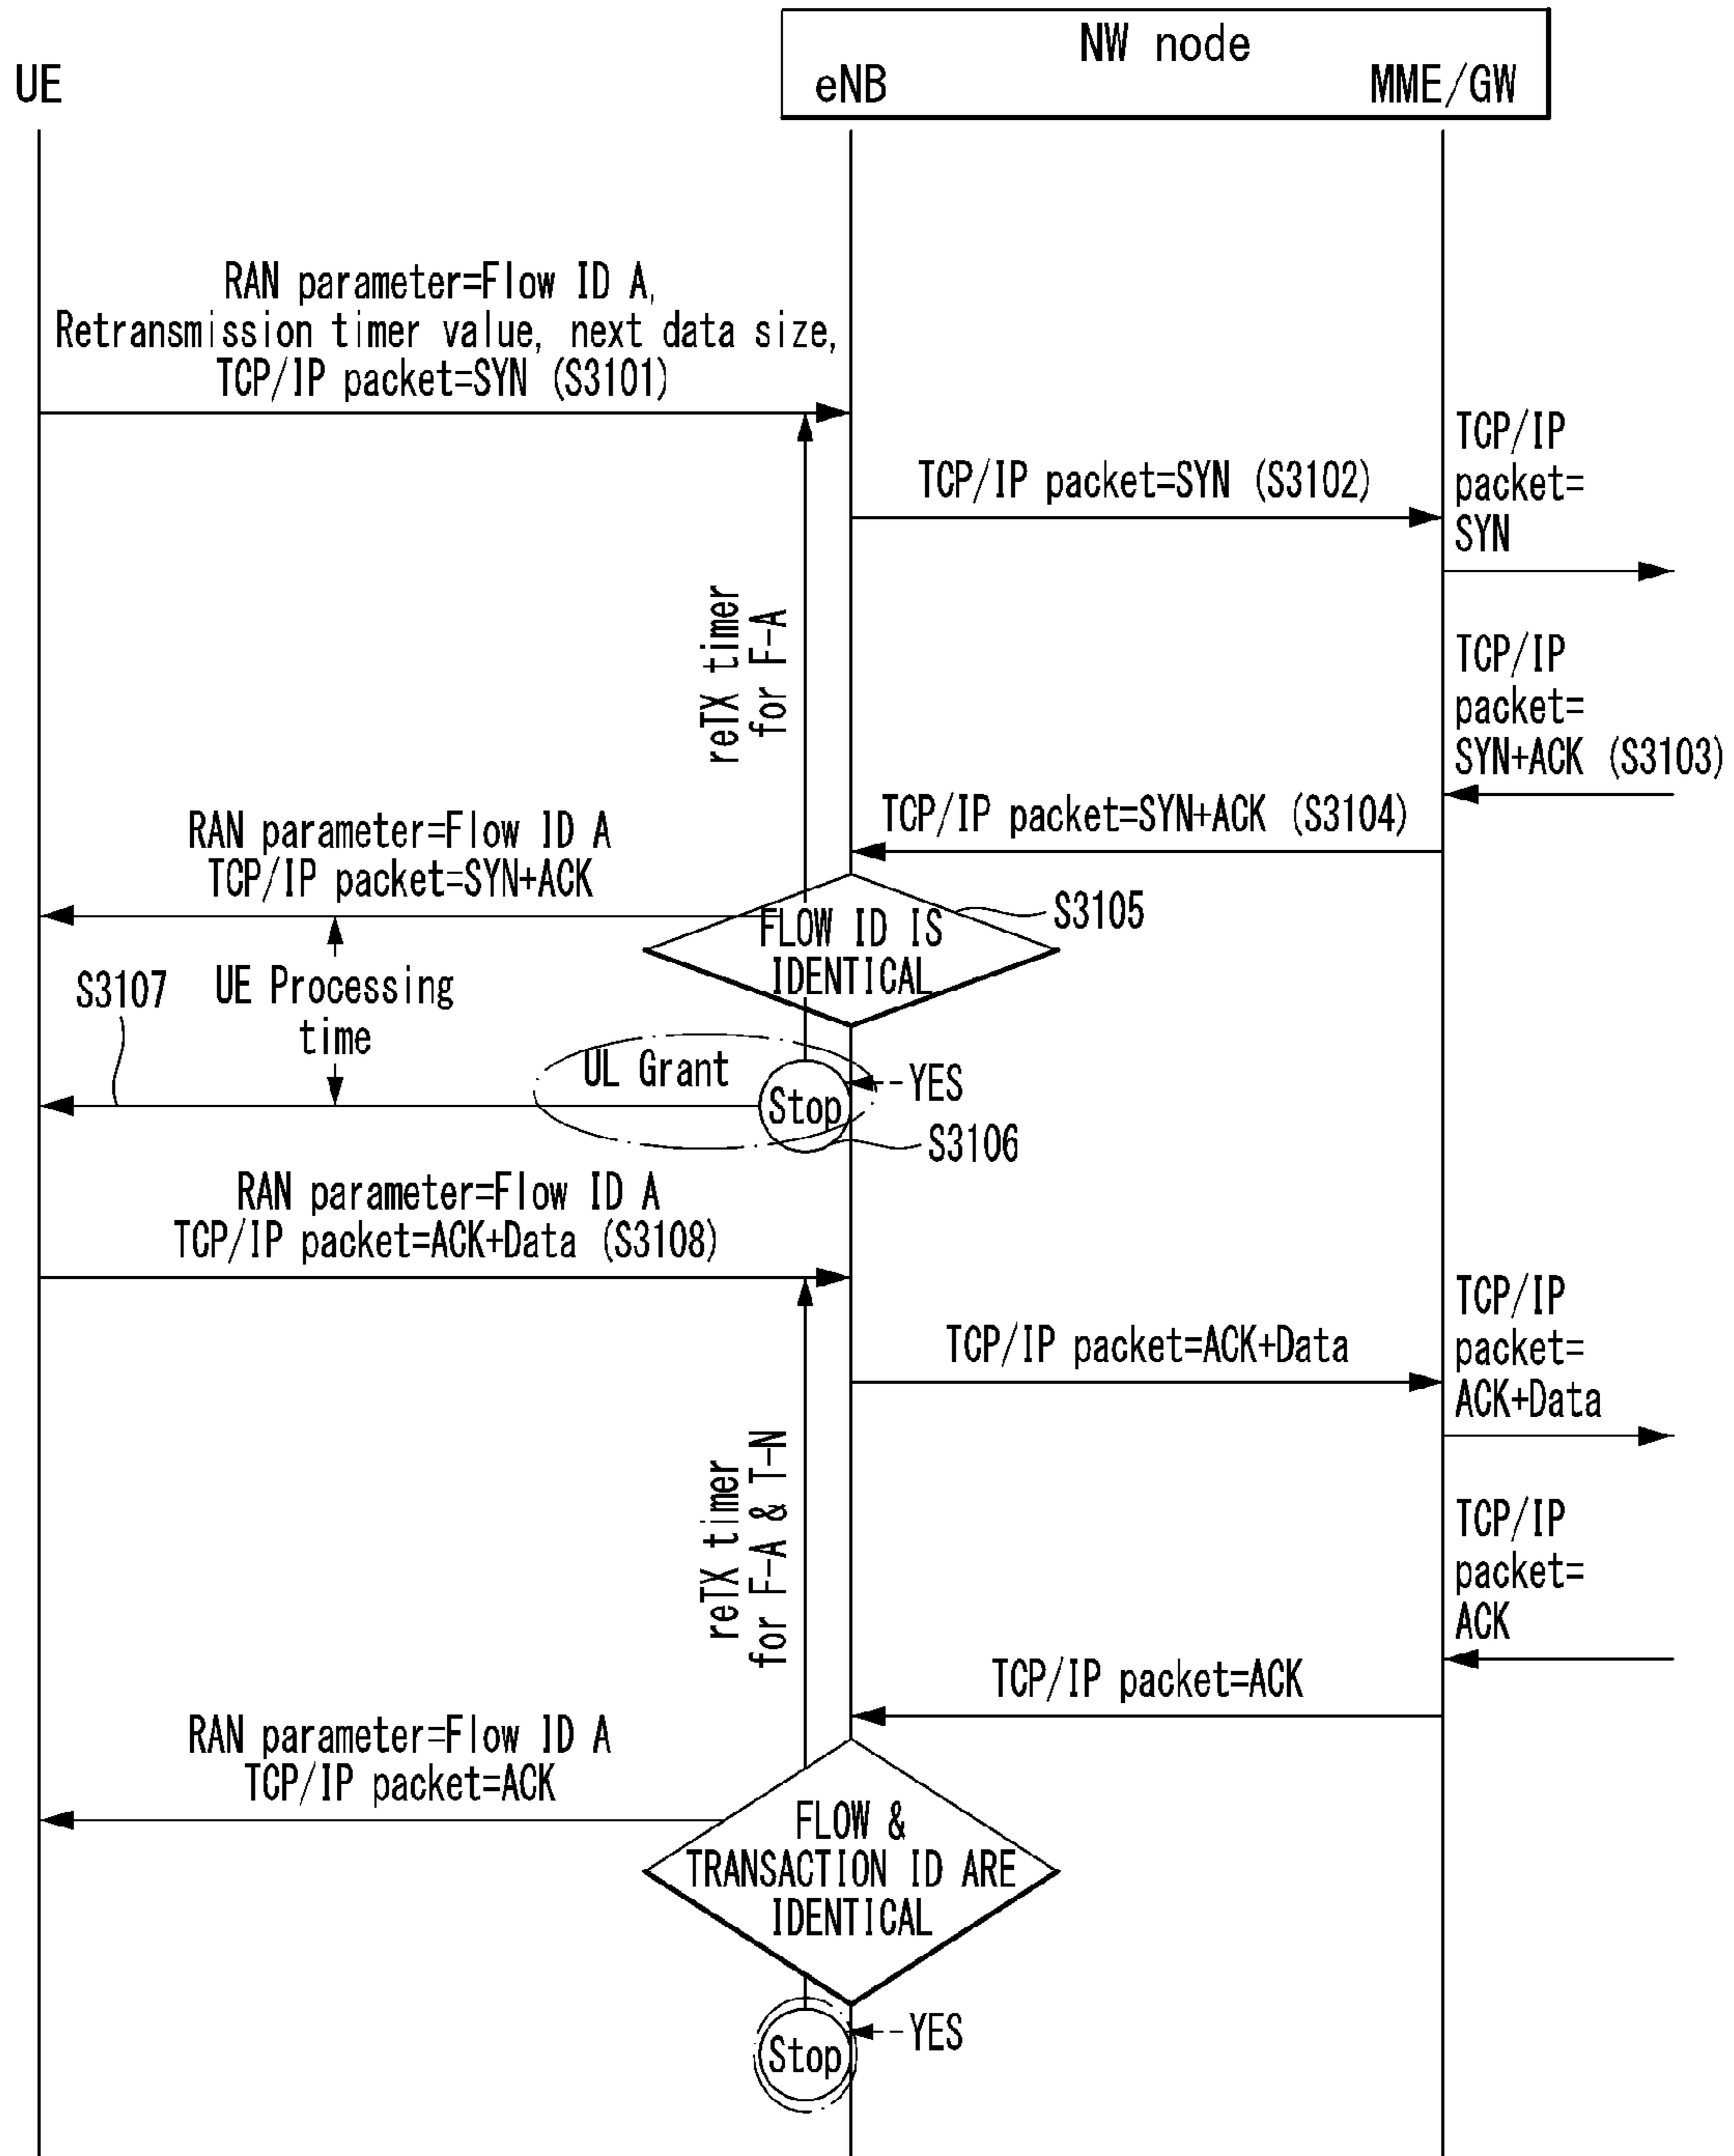 NW node
UE
eNB
MME/GW
RAN parameter=Flow ID A,
Retransmission timer value, next data size,
TCP/IP packet=SYN (S3101)
TCP/IP packet=SYN (S3102)
TCP/IP
packet=
SYN
reTX timer
for F-A
TCP/IP
packet=
SYN+ACK (S3103)
TCP/IP packet=SYN+ACK (S3104)
RAN parameter=Flow ID A
TCP/IP packet=SYN+ACK
FLOW ID IS
IDENTICAL
S3105
S3107
UE Processing
time
UL Grant
YES
Stop
S3106
RAN parameter=Flow ID A
TCP/IP packet=ACK+Data (S3108)
TCP/IP packet=ACK+Data
TCP/IP
packet=
ACK+Data
reTX timer
for F-A & T-N
TCP/IP
packet=
ACK
TCP/IP packet=ACK
RAN parameter=Flow ID A
TCP/IP packet=ACK
FLOW &
TRANSACTION ID ARE
IDENTICAL
YES
Stop